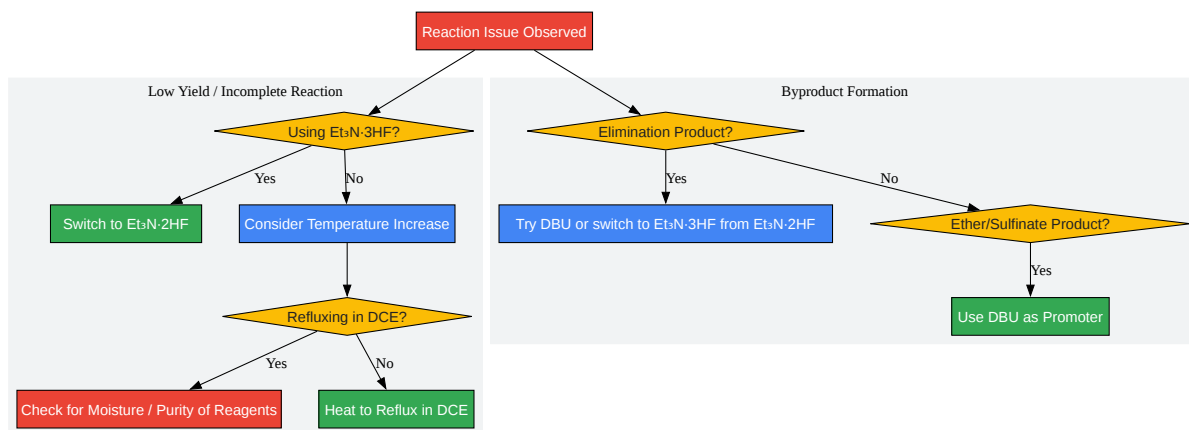 Reaction Issue Observed
Low Yield / Incomplete Reaction
Byproduct Formation
Using Et₃N·3HF?
Elimination Product?
Yes
No
Yes
No
Switch to Et₃N·2HF
Consider Temperature Increase
Try DBU or switch to Et₃N·3HF from Et₃N·2HF
Ether/Sulfinate Product?
Yes
Refluxing in DCE?
Use DBU as Promoter
Yes
No
Check for Moisture / Purity of Reagents
Heat to Reflux in DCE